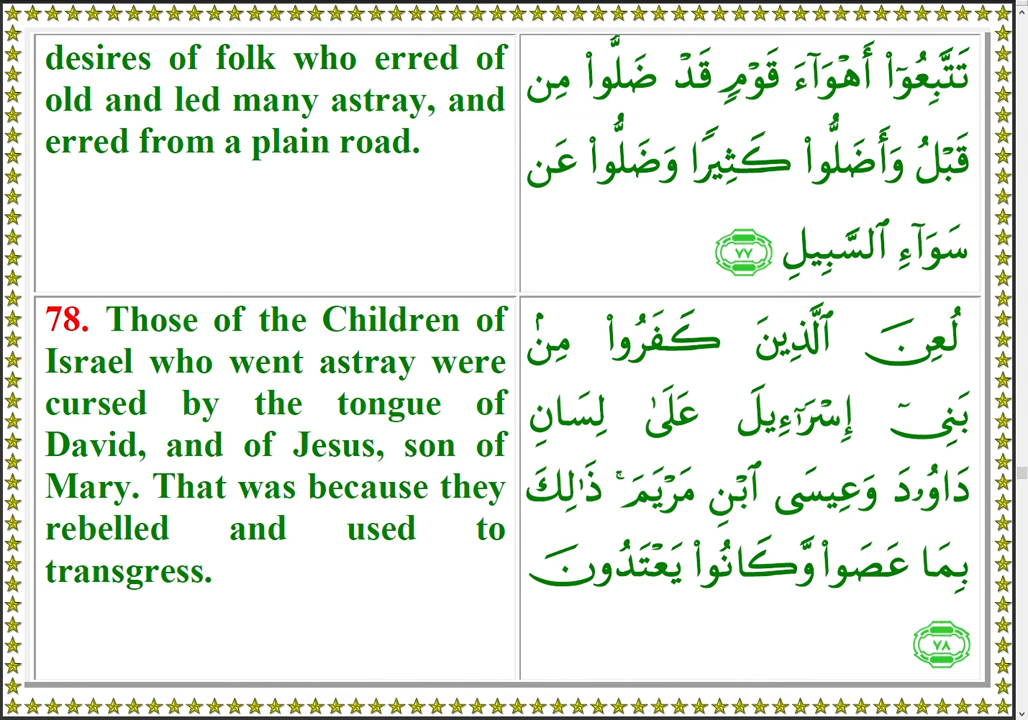 desires of folk who erred of
old and led many astray, and
erred from a plain road.
تَتَّبِعُوٓا۟ أَهْوَآءَ قَوْمٍ قَدْ ضَلُّوا۟ مِن
قَبْلُ وَأَضَلُّوا۟ كَثِيرًا وَضَلُّوا۟ عَن
سَوَآءِ ٱلسَّبِيلِ ٧٧
78. Those of the Children of
Israel who went astray were
cursed by the tongue of
David, and of Jesus, son of
Mary. That was because they
rebelled and used to
transgress.
لُعِنَ ٱلَّذِينَ كَفَرُوا۟ مِنۢ
بَنِىٓ إِسْرَٰٓءِيلَ عَلَىٰ لِسَانِ
دَاوُۥدَ وَعِيسَى ٱبْنِ مَرْيَمَ ۚ ذَٰلِكَ
بِمَا عَصَوا۟ وَّكَانُوا۟ يَعْتَدُونَ
٧٨